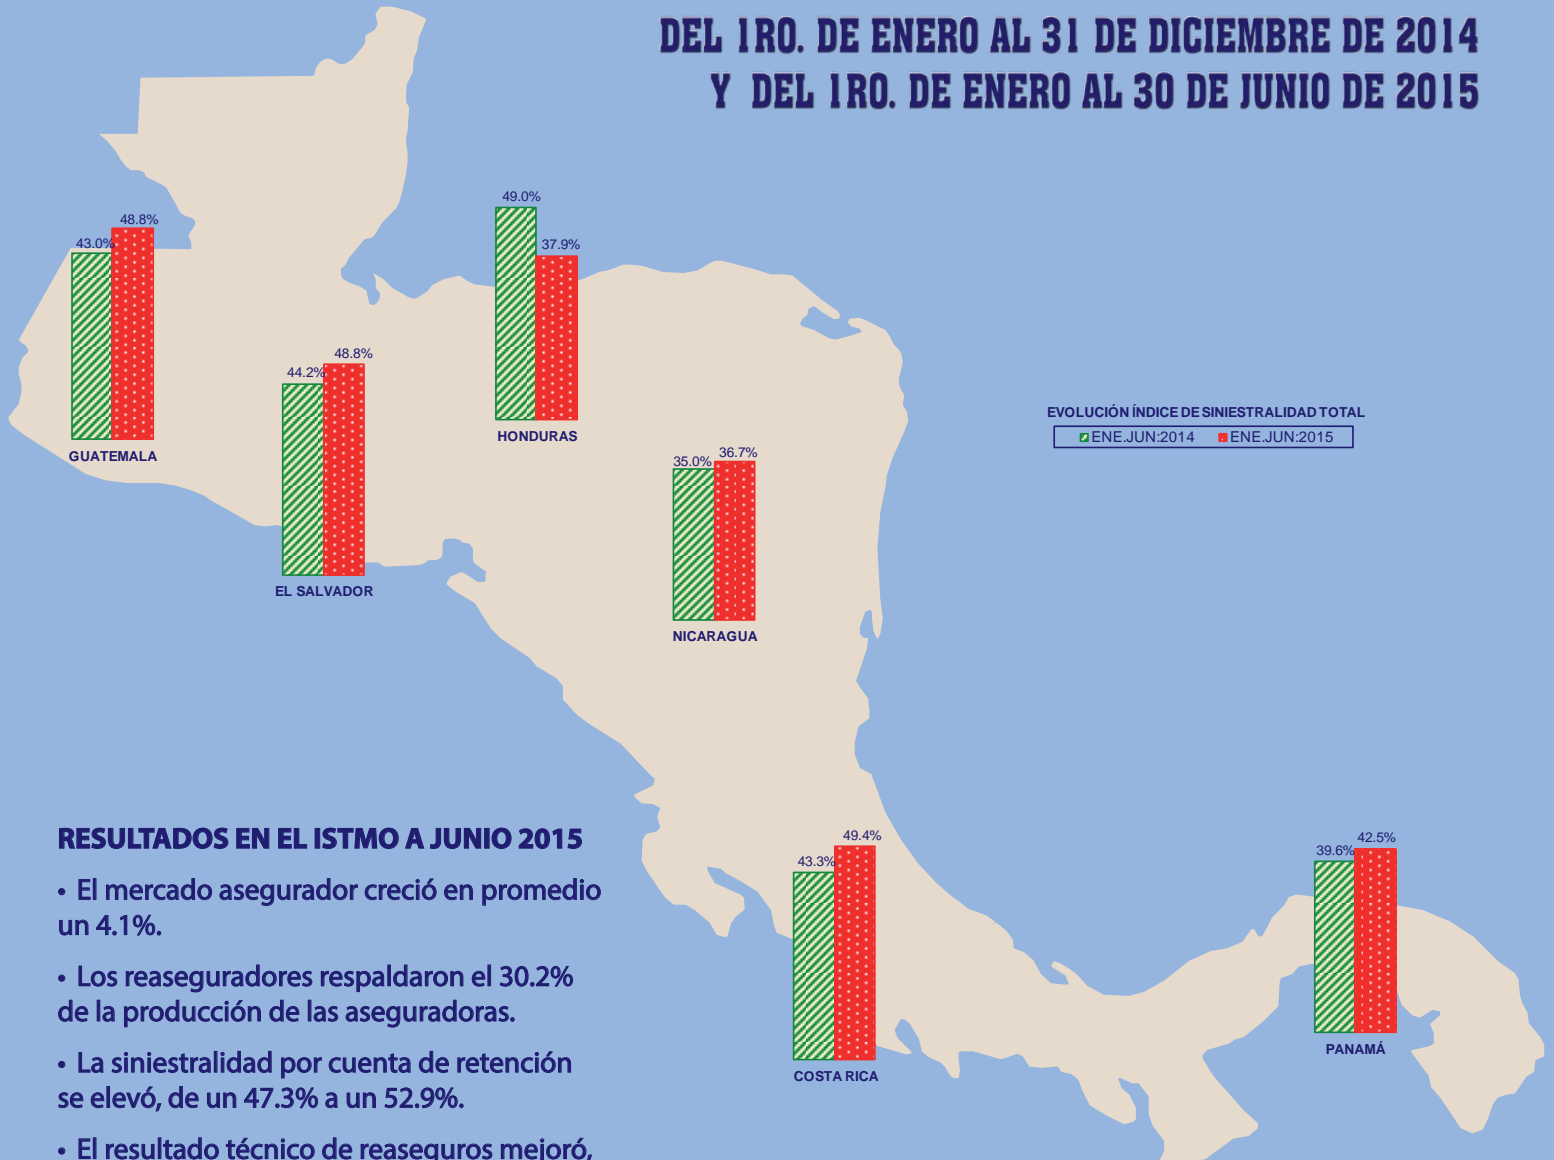 DEL 1RO. DE ENERO AL 31 DE DICIEMBRE DE 2014
Y DEL 1RO. DE ENERO AL 30 DE JUNIO DE 2015
49.0%
37.9%
HONDURAS
48.8%
43.0%
GUATEMALA
48.8%
44.2%
EL SALVADOR
EVOLUCIÓN ÍNDICE DE SINIESTRALIDAD TOTAL
ENE.JUN:2014 ENE.JUN:2015
35.0% 36.7%
NICARAGUA
49.4%
43.3%
COSTA RICA
42.5%
39.6%
PANAMÁ
RESULTADOS EN EL ISTMO A JUNIO 2015
• El mercado asegurador creció en promedio
un 4.1%.
• Los reaseguradores respaldaron el 30.2%
de la producción de las aseguradoras.
• La siniestralidad por cuenta de retención
se elevó, de un 47.3% a un 52.9%.
• El resultado técnico de reaseguros mejoró,